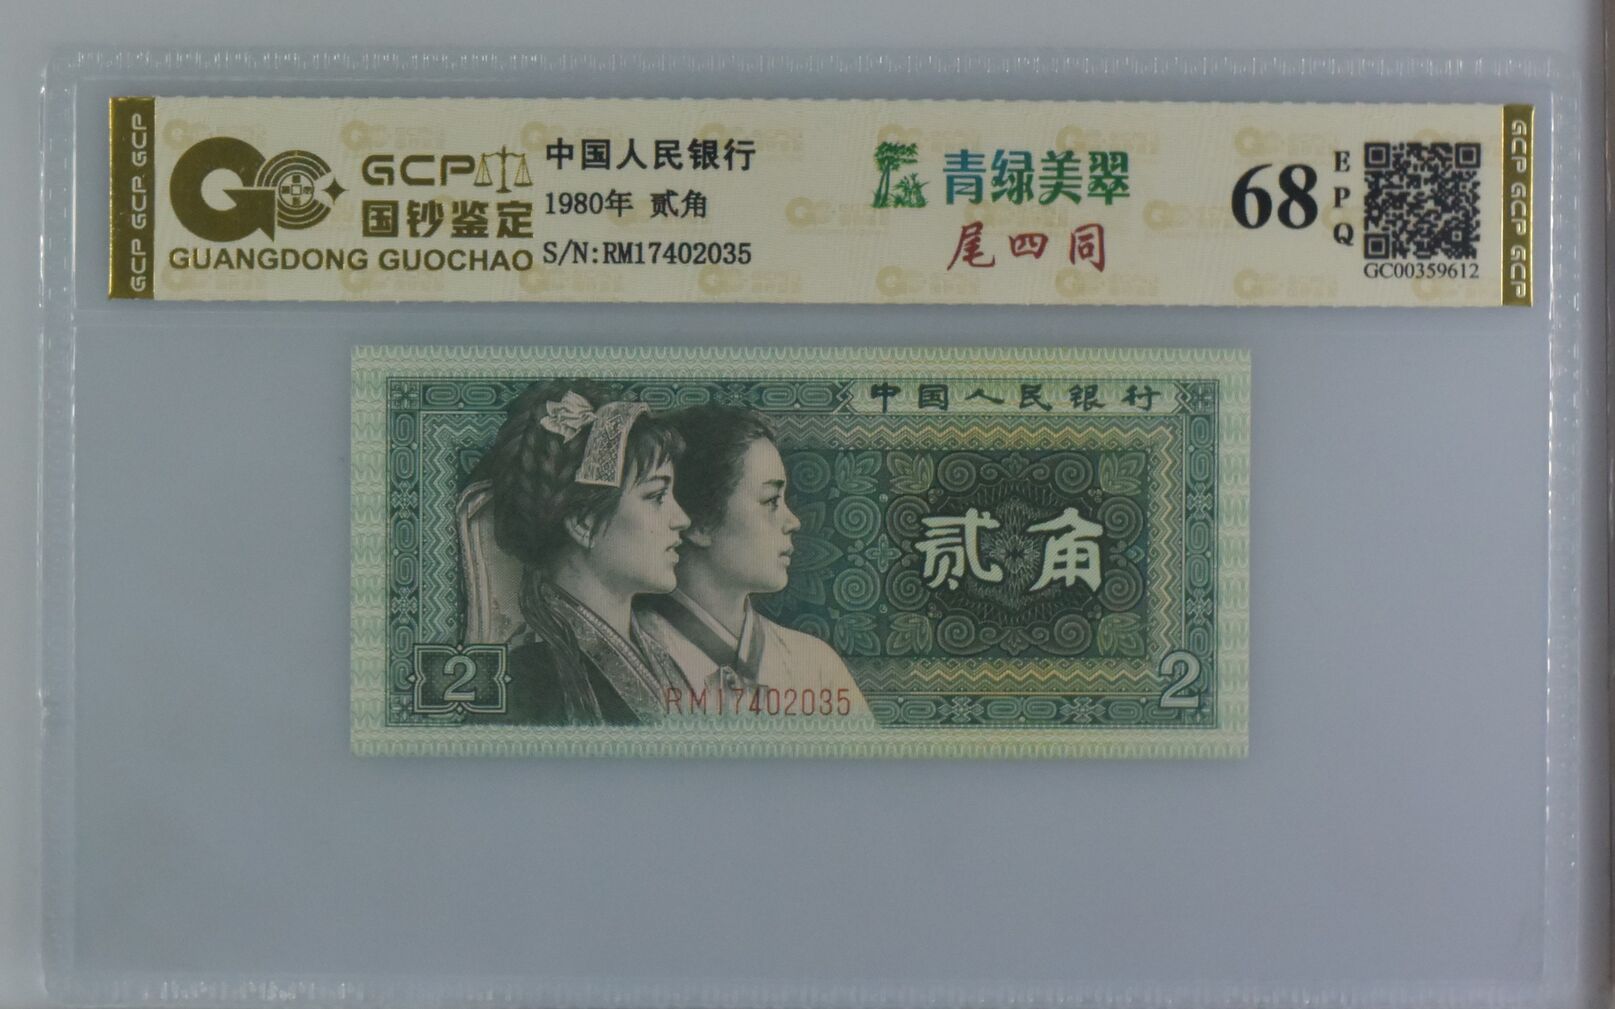 GCP GCP GCP
GCP
国钞鉴定
GUANGDONG GUOCHAO
中国人民银行
1980年 贰角
S/N:RM17402035
青绿美翠
尾四同
68
EPQ
GC00359612
GCP GCP GCP
中国人民银行
贰角
2
RM17402035
2